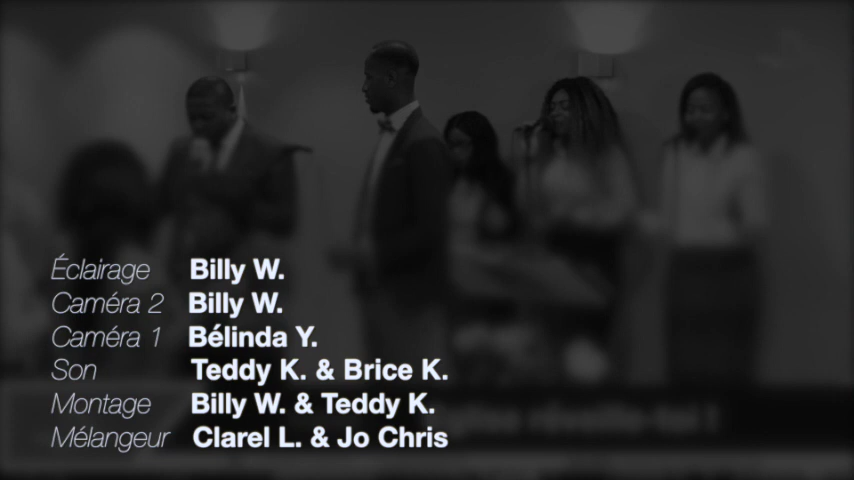 Éclairage Billy W.
Caméra 2 Billy W.
Caméra 1 Bélinda Y.
Son Teddy K. & Brice K.
Montage Billy W. & Teddy K.
Mélangeur Clarel L. & Jo Chris